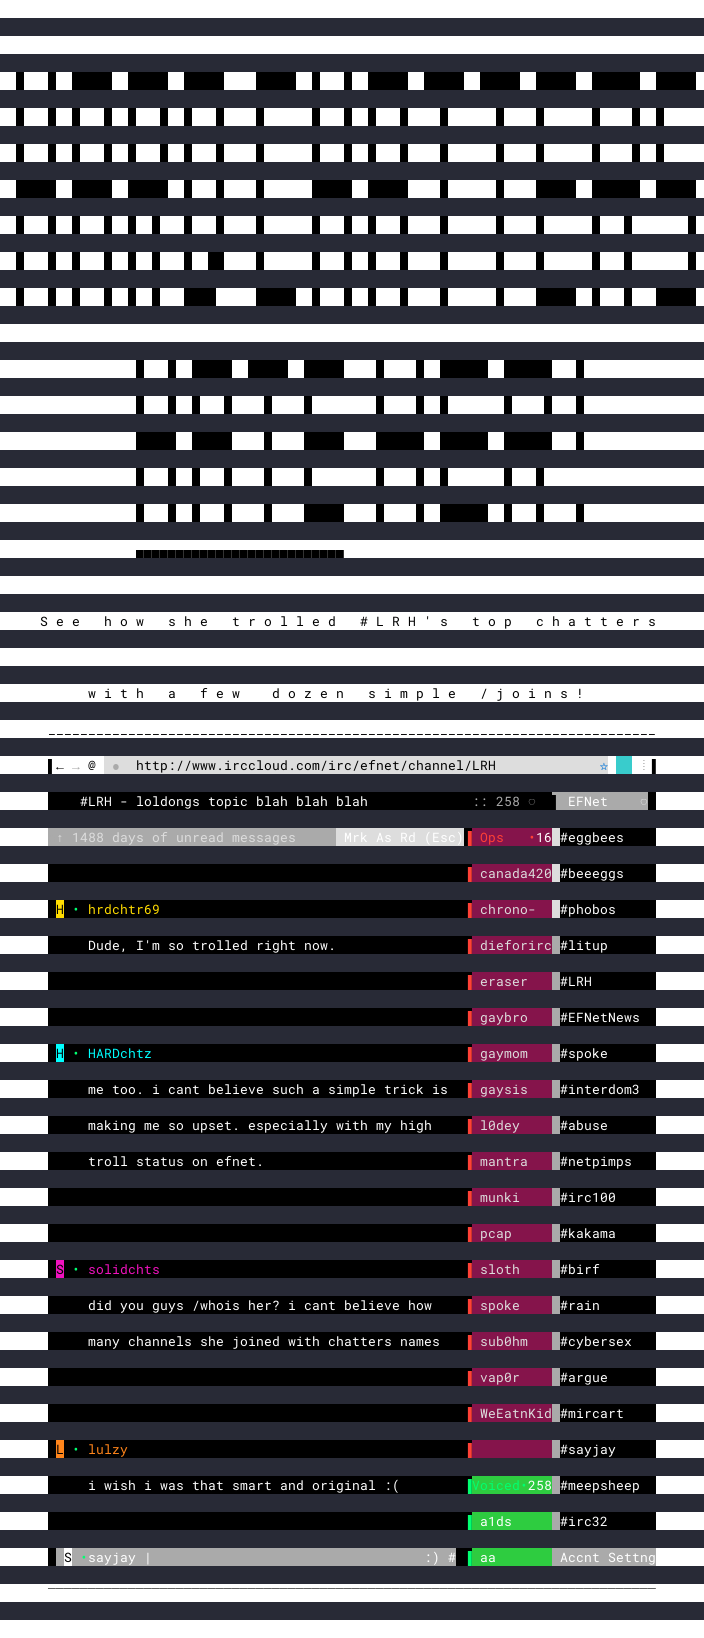 HARD CHATTERS
HATE HER!
See how she trolled #LRH's top chatters
with a few dozen simple /joins!
← → @ http://www.irccloud.com/irc/efnet/channel/LRH ☆ ⋮
#LRH - loldongs topic blah blah blah :: 258 ○ EFNet ○
↑ 1488 days of unread messages Mrk As Rd (Esc) Ops •16 #eggbees
canada420 #beeeggs
H • hrdchtr69 chrono- #phobos
Dude, I'm so trolled right now. dieforirc #litup
eraser #LRH
gaybro #EFNetNews
H • HARDchtz gaymom #spoke
me too. i cant believe such a simple trick is gaysis #interdom3
making me so upset. especially with my high l0dey #abuse
troll status on efnet. mantra #netpimps
munki #irc100
pcap #kakama
S • solidchts sloth #birf
did you guys /whois her? i cant believe how spoke #rain
many channels she joined with chatters names sub0hm #cybersex
vap0r #argue
WeEatnKid #mircart
L • lulzy #sayjay
i wish i was that smart and original :( Voiced•258 #meepsheep
a1ds #irc32
S •sayjay | :) # aa Accnt Settng